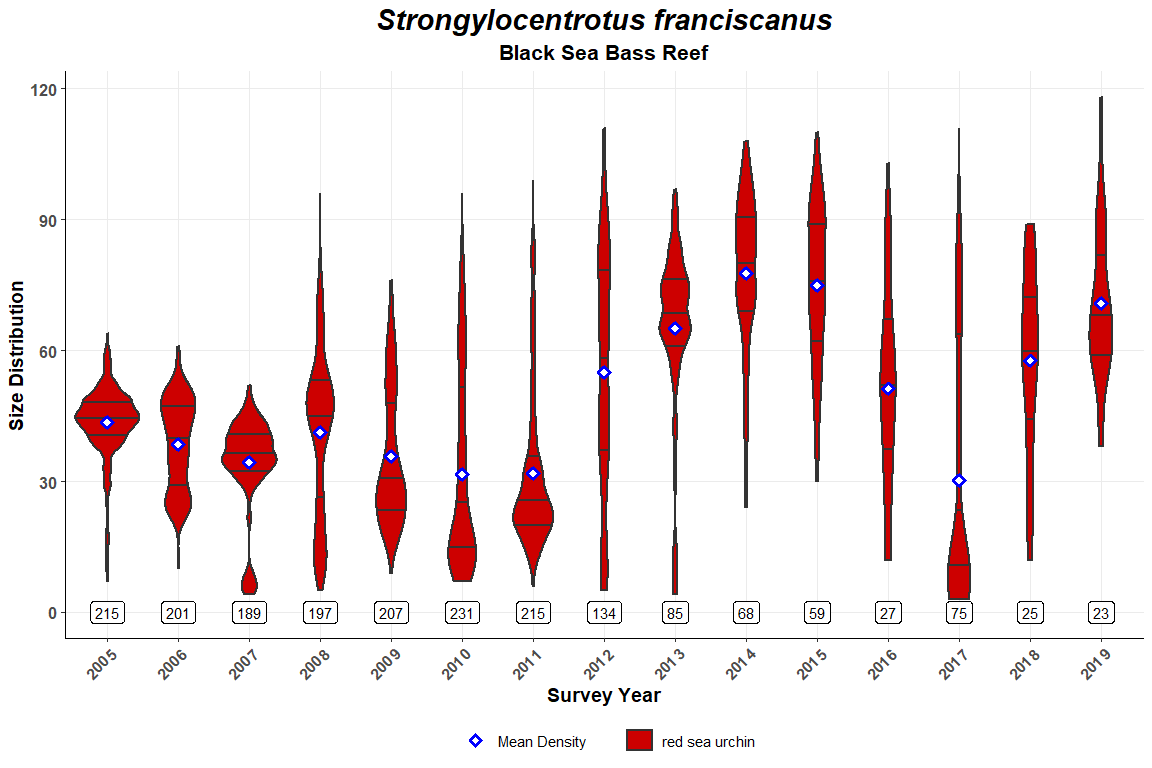 Strongylocentrotus franciscanus
Black Sea Bass Reef
Size Distribution
120
90
60
30
0
215 201 189 197 207 231 215 134 85 68 59 27 75 25 23
2005 2006 2007 2008 2009 2010 2011 2012 2013 2014 2015 2016 2017 2018 2019
Survey Year
Mean Density red sea urchin